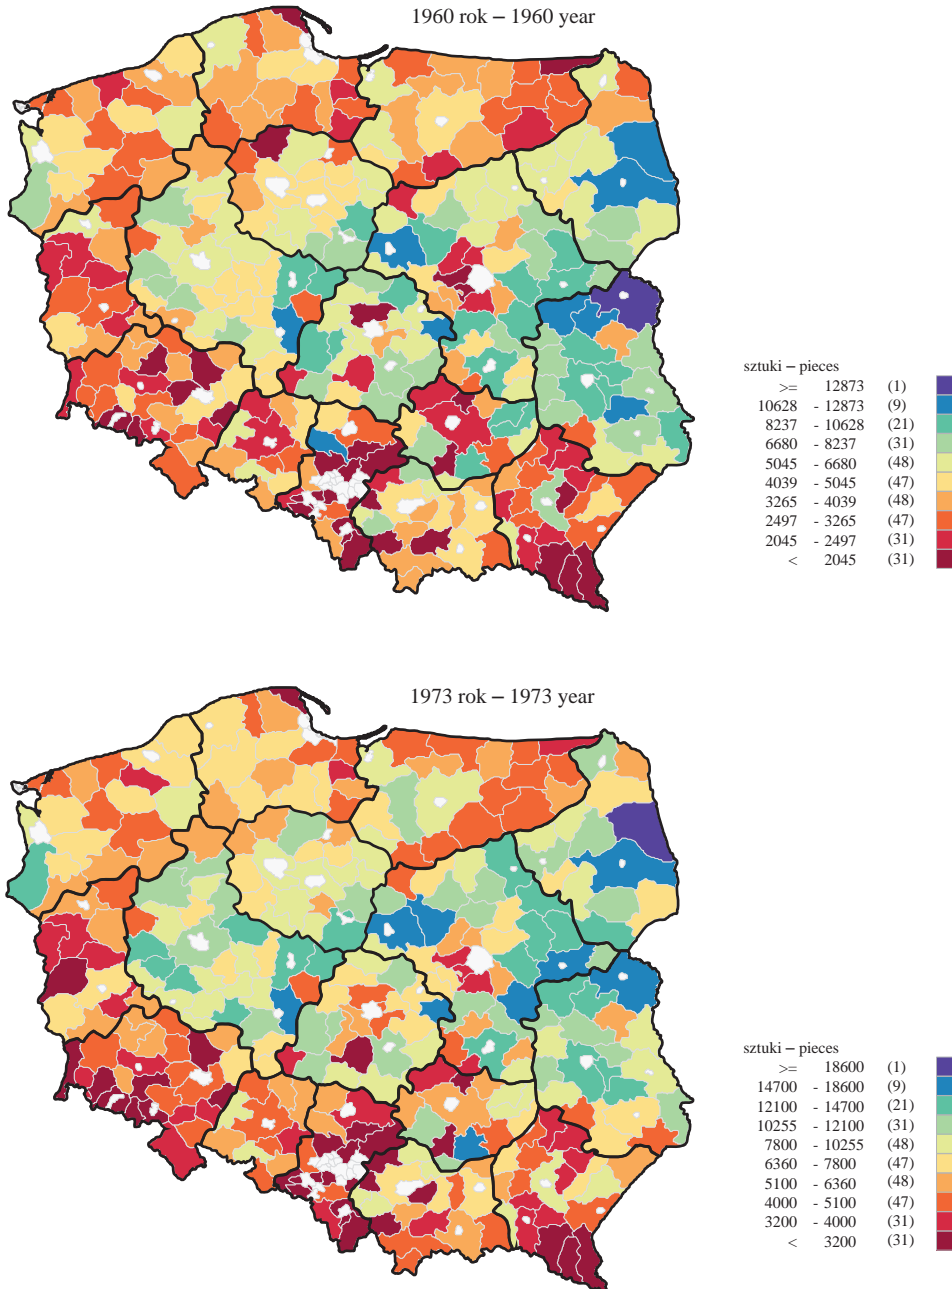 1960 rok – 1960 year
sztuki – pieces
>= 12873 (1)
10628 - 12873 (9)
8237 - 10628 (21)
6680 - 8237 (31)
5045 - 6680 (48)
4039 - 5045 (47)
3265 - 4039 (48)
2497 - 3265 (47)
2045 - 2497 (31)
< 2045 (31)
1973 rok – 1973 year
sztuki – pieces
>= 18600 (1)
14700 - 18600 (9)
12100 - 14700 (21)
10255 - 12100 (31)
7800 - 10255 (48)
6360 - 7800 (47)
5100 - 6360 (48)
4000 - 5100 (47)
3200 - 4000 (31)
< 3200 (31)